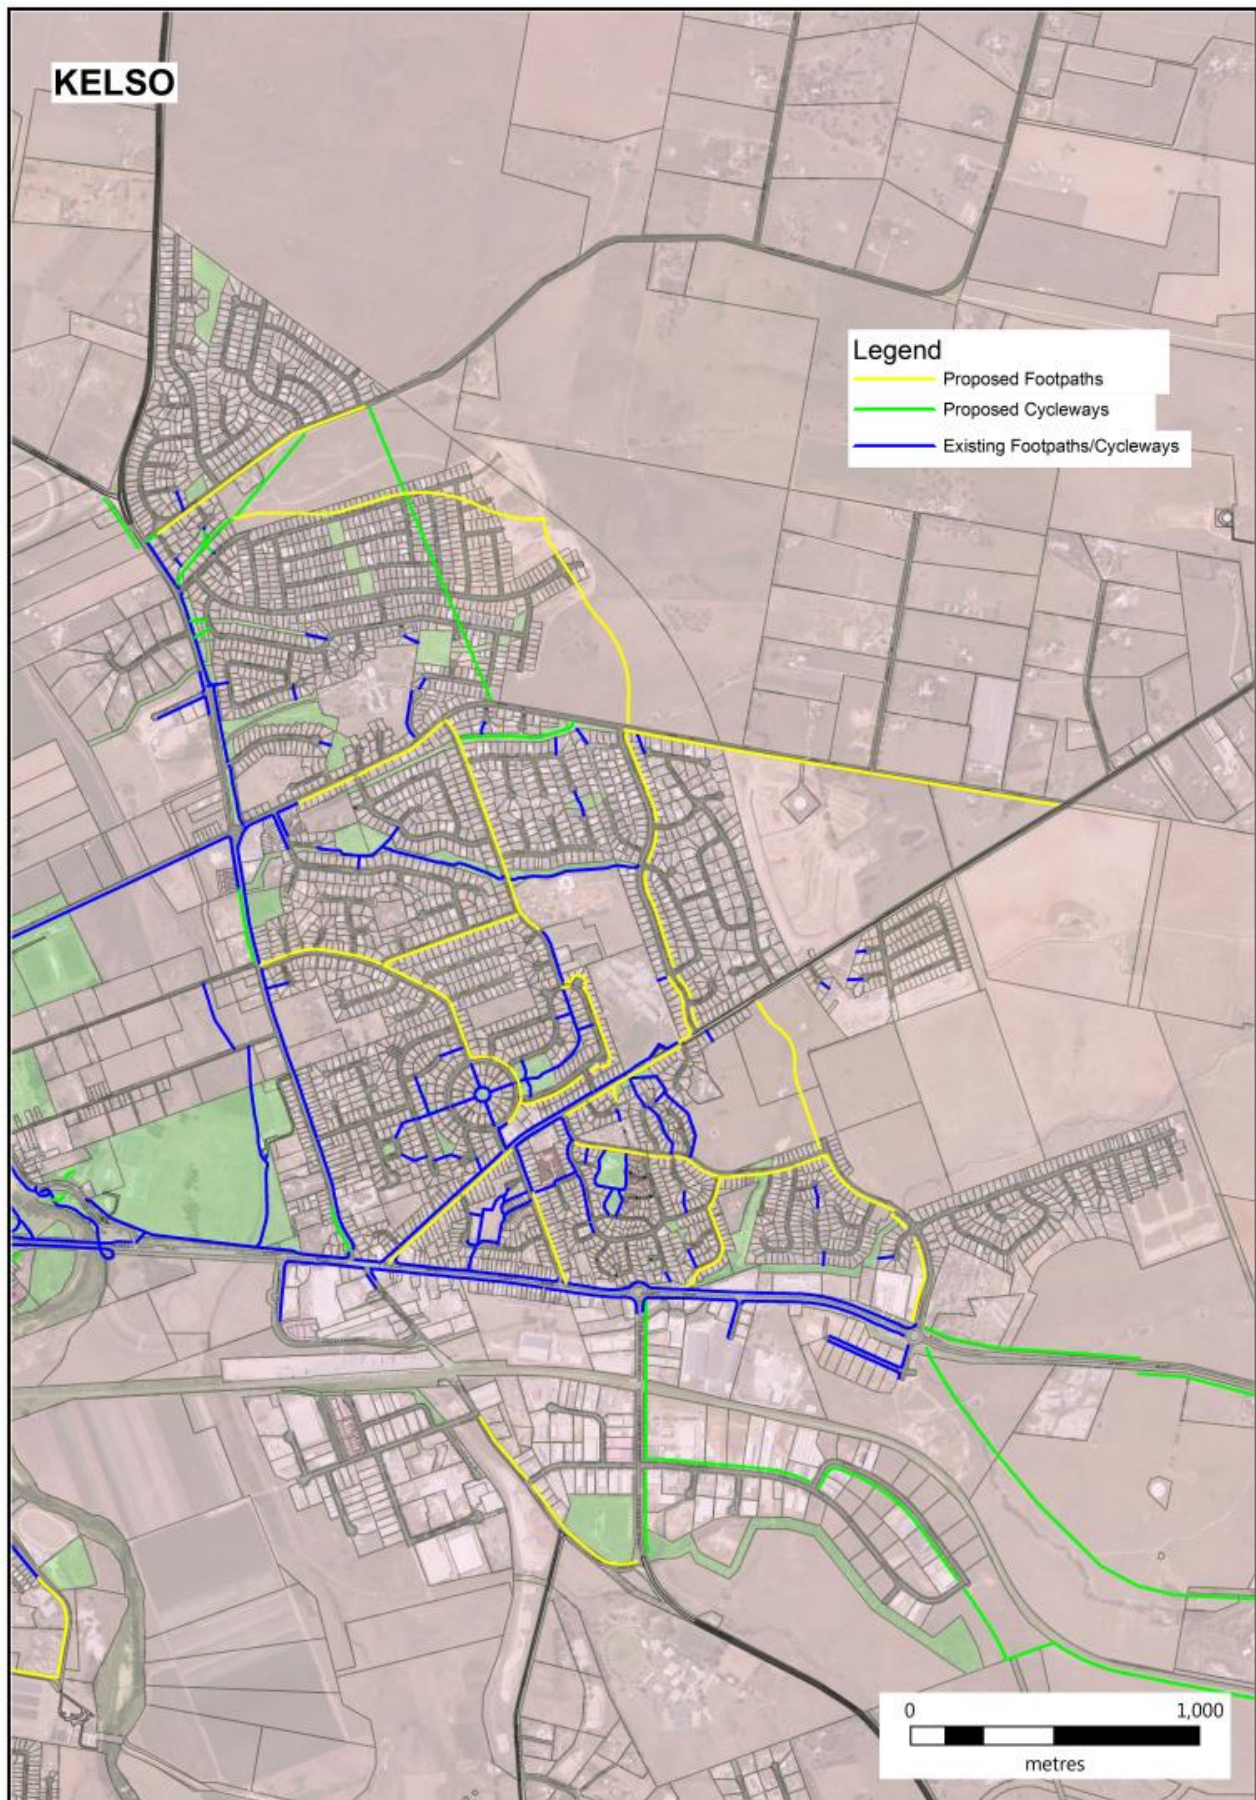 KELSO
Legend
Proposed Footpaths
Proposed Cycleways
Existing Footpaths/Cycleways
0 1,000
metres